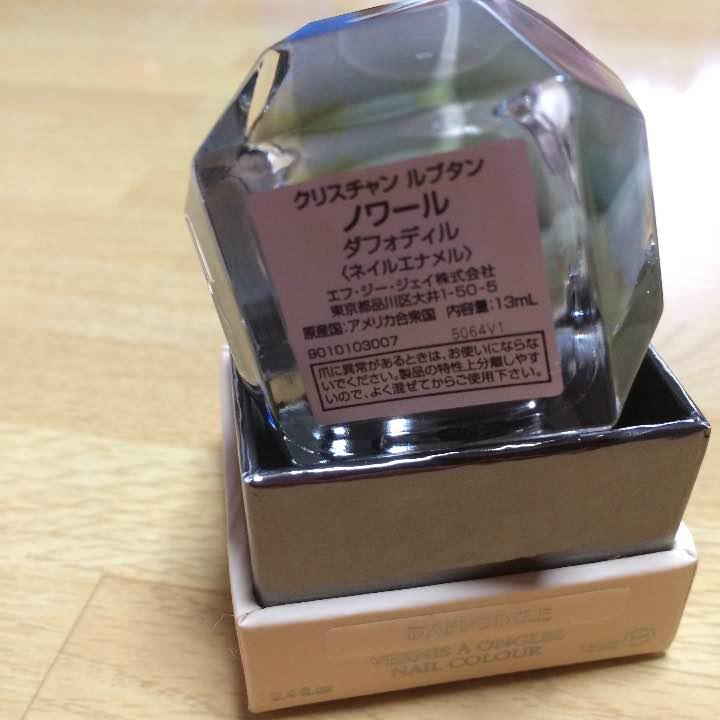 クリスチャン ルブタン
ノワール
ダフォディル
〈ネイルエナメル〉
エフ・ジー・ジェイ株式会社
東京都品川区大井1-50-5
原産国:アメリカ合衆国 内容量:13mL
9010103007 5064V1
爪に異常があるときは、お使いにならな
いでください。製品の特性上分離しやす
いので、よく混ぜてからご使用下さい。
DAFFODILE
VERNIS À ONGLES
NAIL COLOUR
0.4 fl.oz 13ml